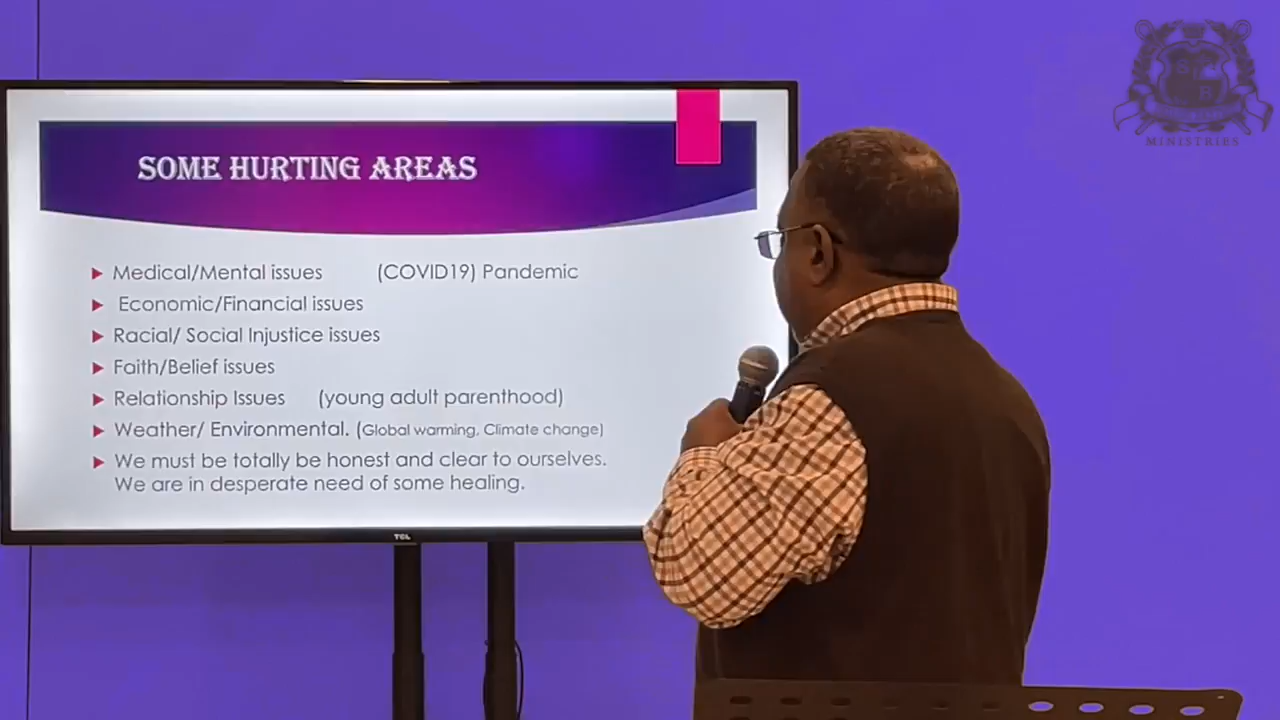 SOME HURTING AREAS
Medical/Mental issues (COVID19) Pandemic
Economic/Financial issues
Racial/ Social Injustice issues
Faith/Belief issues
Relationship Issues (young adult parenthood)
Weather/ Environmental. (Global warming, Climate change)
We must be totally be honest and clear to ourselves.
We are in desperate need of some healing.
TCL
MINISTRIES